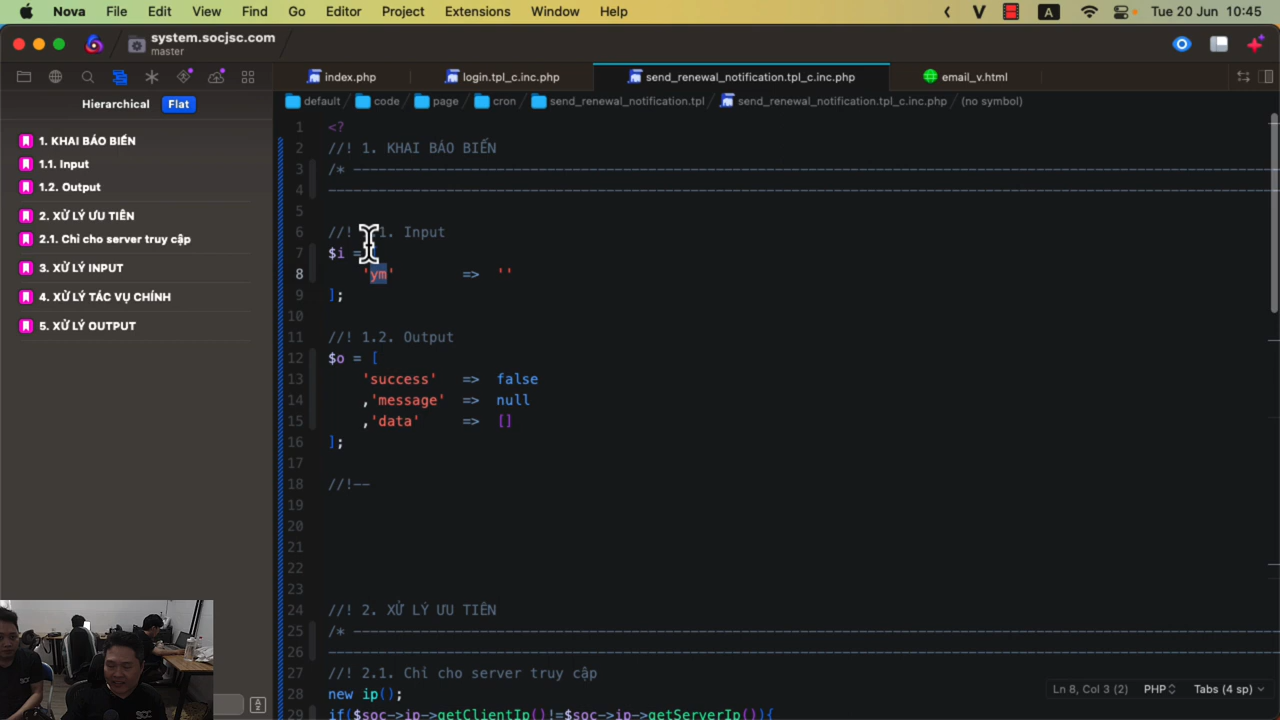 Nova File Edit View Find Go Editor Project Extensions Window Help A Tue 20 Jun 10:45
system.socjsc.com
master
index.php login.tpl_c.inc.php send_renewal_notification.tpl_c.inc.php email_v.html
Hierarchical Flat
default code page cron send_renewal_notification.tpl send_renewal_notification.tpl_c.inc.php (no symbol)
1. KHAI BÁO BIẾN
1.1. Input
1.2. Output
2. XỬ LÝ ƯU TIÊN
2.1. Chỉ cho server truy cập
3. XỬ LÝ INPUT
4. XỬ LÝ TÁC VỤ CHÍNH
5. XỬ LÝ OUTPUT
1 <?
2 //! 1. KHAI BÁO BIẾN
3 /* ----------------------------------------------------------------
4 ----------------------------------------------------------------
5
6 //! 1. Input
7 $i =
8 'ym' => ''
9 ];
10
11 //! 1.2. Output
12 $o = [
13 'success' => false
14 ,'message' => null
15 ,'data' => []
16 ];
17
18 //!--
19
20
21
22
23
24 //! 2. XỬ LÝ ƯU TIÊN
25 /* ----------------------------------------------------------------
26 ----------------------------------------------------------------
27 //! 2.1. Chỉ cho server truy cập
28 new ip();
29 if($soc->ip->getClientIp()!=$soc->ip->getServerIp()){
Ln 8, Col 3 (2) PHP Tabs (4 sp)